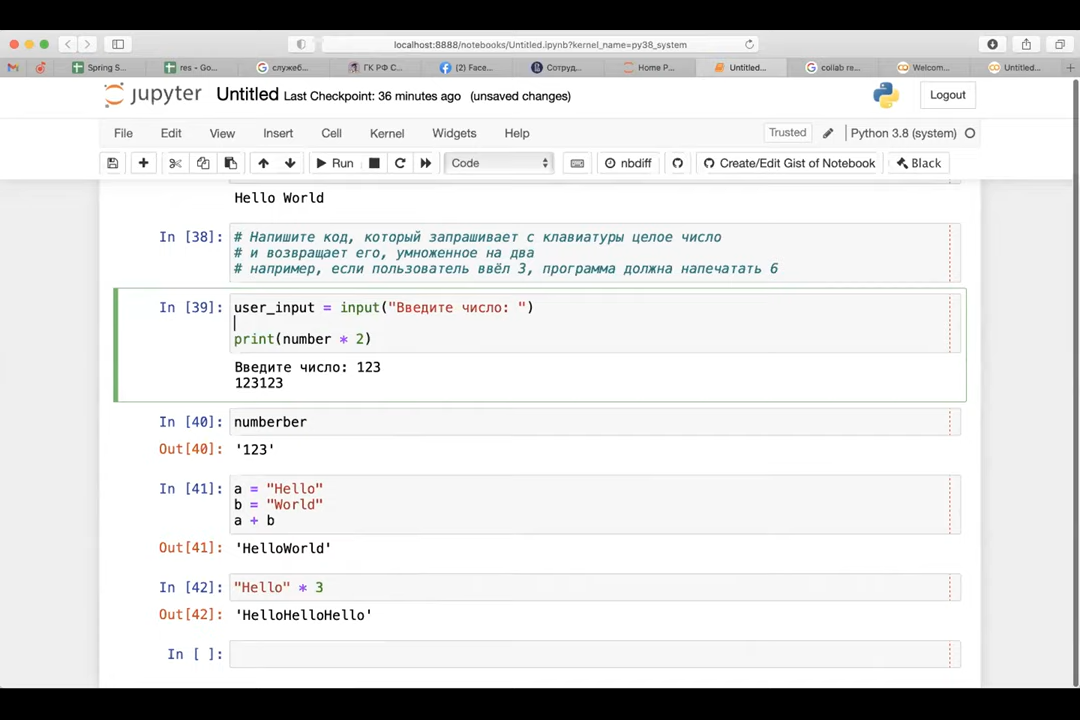 localhost:8888/notebooks/Untitled.ipynb?kernel_name=py38_system
Spring S...
res - Go...
служеб...
ГК РФ С...
(2) Face...
Сотруд...
Home P...
Untitled...
collab re...
Welcom...
Untitled...
jupyter Untitled Last Checkpoint: 36 minutes ago (unsaved changes)
Logout
File Edit View Insert Cell Kernel Widgets Help
Trusted
Python 3.8 (system)
Run
Code
nbdiff
Create/Edit Gist of Notebook
Black
Hello World
In [38]: # Напишите код, который запрашивает с клавиатуры целое число
# и возвращает его, умноженное на два
# например, если пользователь ввёл 3, программа должна напечатать 6
In [39]: user_input = input("Введите число: ")
print(number * 2)
Введите число: 123
123123
In [40]: numberber
Out[40]: '123'
In [41]: a = "Hello"
b = "World"
a + b
Out[41]: 'HelloWorld'
In [42]: "Hello" * 3
Out[42]: 'HelloHelloHello'
In [ ]: